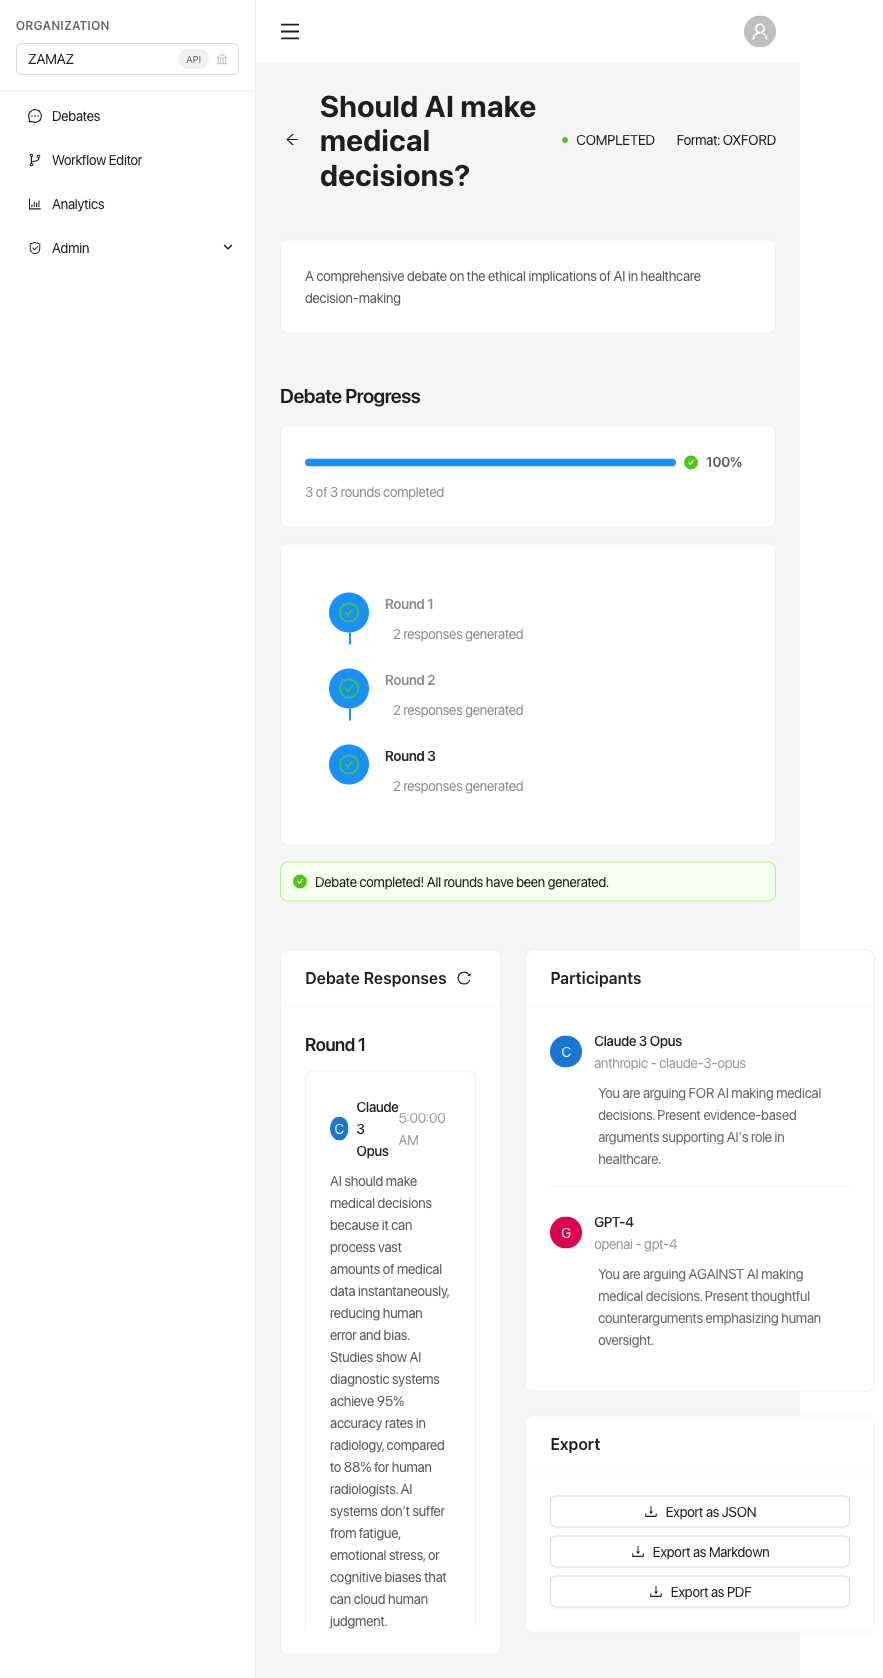 ORGANIZATION
ZAMAZ API
Debates
Workflow Editor
Analytics
Admin
Should AI make
medical
decisions?
COMPLETED
Format: OXFORD
A comprehensive debate on the ethical implications of AI in healthcare
decision-making
Debate Progress
100%
3 of 3 rounds completed
Round 1
2 responses generated
Round 2
2 responses generated
Round 3
2 responses generated
Debate completed! All rounds have been generated.
Debate Responses
Round 1
C
Claude
3
Opus
5:00:00
AM
AI should make
medical decisions
because it can
process vast
amounts of medical
data instantaneously,
reducing human
error and bias.
Studies show AI
diagnostic systems
achieve 95%
accuracy rates in
radiology, compared
to 88% for human
radiologists. AI
systems don't suffer
from fatigue,
emotional stress, or
cognitive biases that
can cloud human
judgment.
Participants
C
Claude 3 Opus
anthropic - claude-3-opus
You are arguing FOR AI making medical
decisions. Present evidence-based
arguments supporting AI's role in
healthcare.
G
GPT-4
openai - gpt-4
You are arguing AGAINST AI making
medical decisions. Present thoughtful
counterarguments emphasizing human
oversight.
Export
Export as JSON
Export as Markdown
Export as PDF